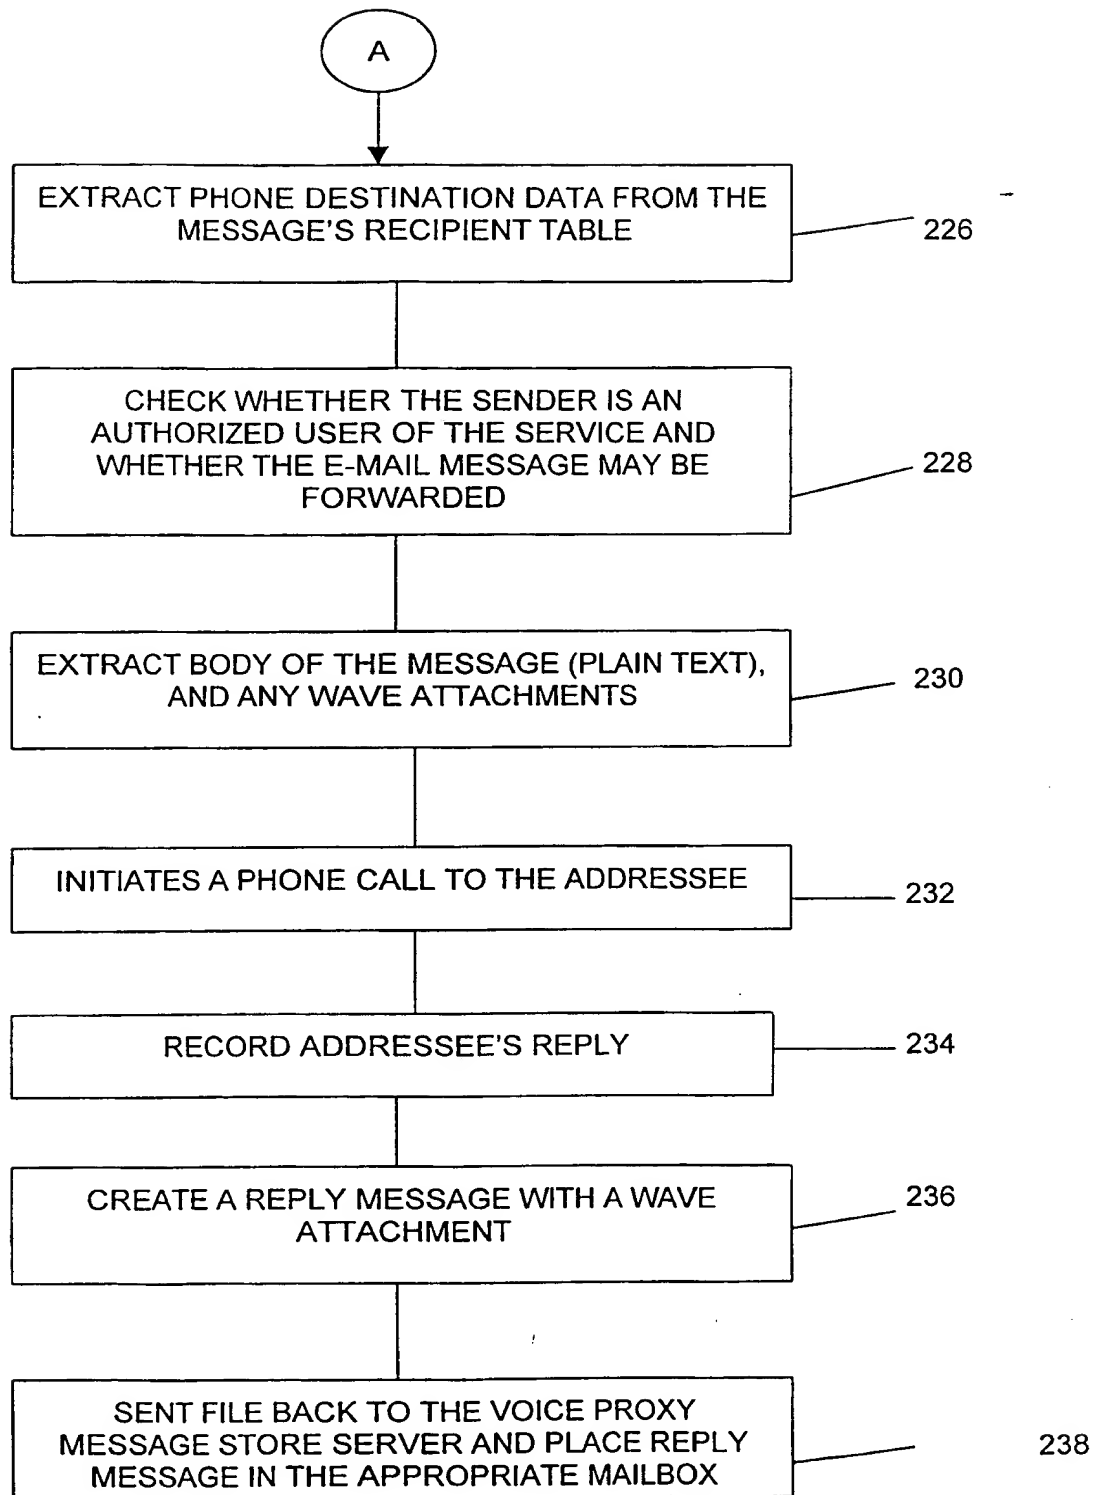 A
EXTRACT PHONE DESTINATION DATA FROM THE
MESSAGE'S RECIPIENT TABLE
226
CHECK WHETHER THE SENDER IS AN
AUTHORIZED USER OF THE SERVICE AND
WHETHER THE E-MAIL MESSAGE MAY BE
FORWARDED
228
EXTRACT BODY OF THE MESSAGE (PLAIN TEXT),
AND ANY WAVE ATTACHMENTS
230
INITIATES A PHONE CALL TO THE ADDRESSEE
232
RECORD ADDRESSEE'S REPLY
234
CREATE A REPLY MESSAGE WITH A WAVE
ATTACHMENT
236
SENT FILE BACK TO THE VOICE PROXY
MESSAGE STORE SERVER AND PLACE REPLY
MESSAGE IN THE APPROPRIATE MAILBOX
238